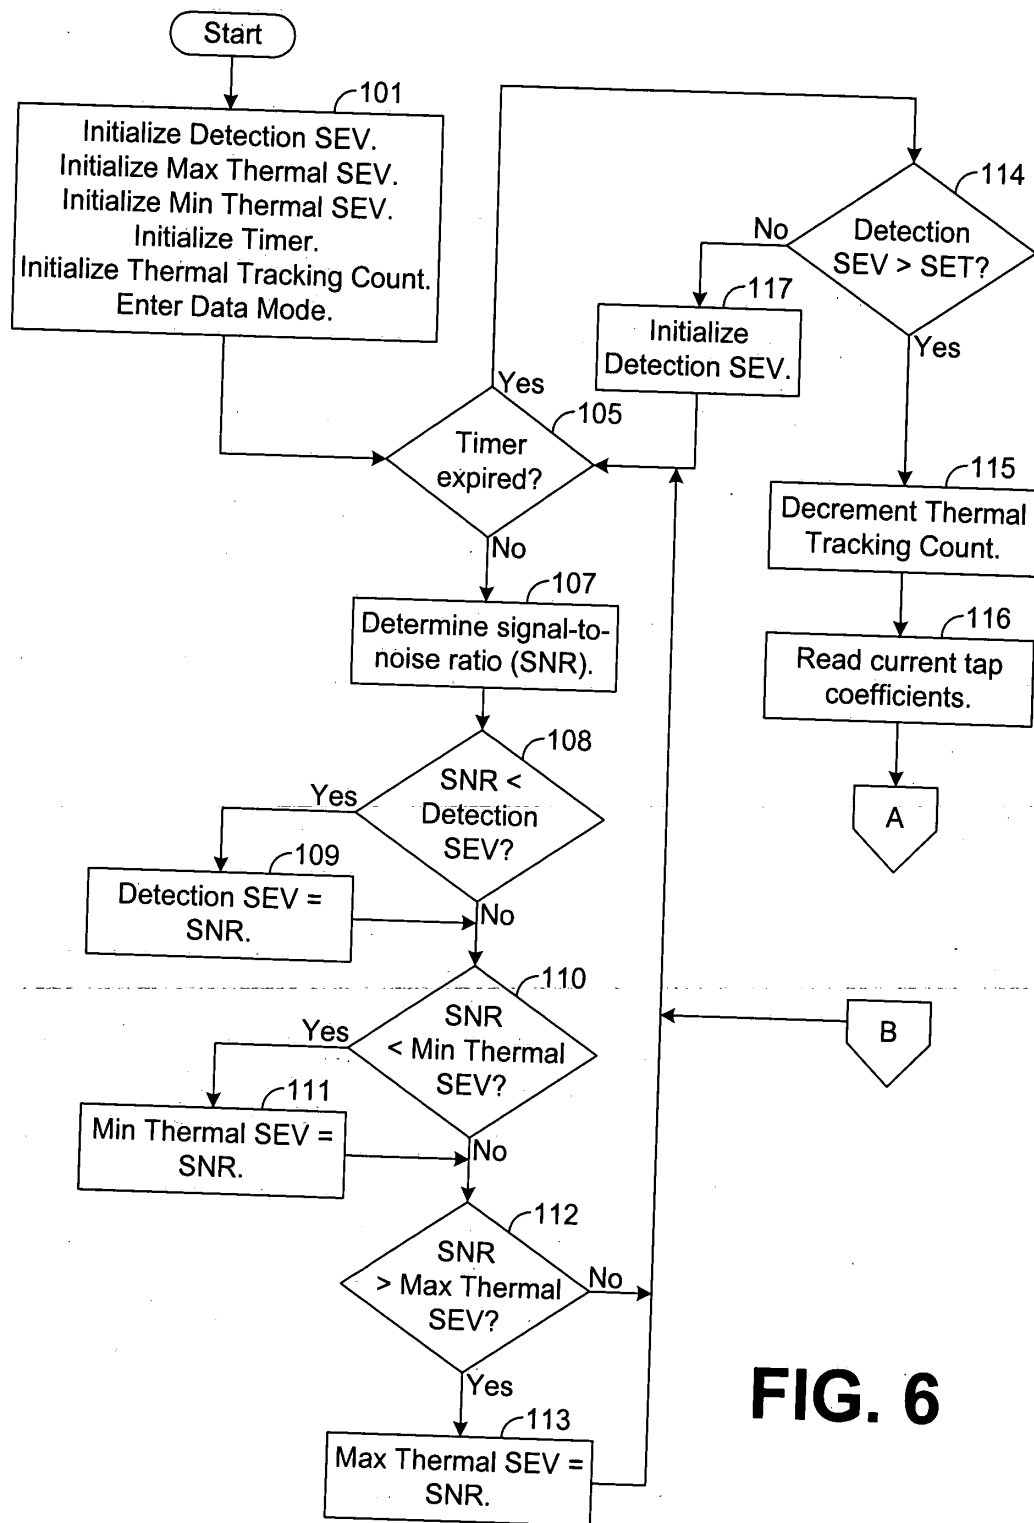 Start
101
Initialize Detection SEV.
Initialize Max Thermal SEV.
Initialize Min Thermal SEV.
Initialize Timer.
Initialize Thermal Tracking Count.
Enter Data Mode.
114
Detection
SEV > SET?
No
Yes
117
Initialize
Detection SEV.
Yes
105
Timer
expired?
No
115
Decrement Thermal
Tracking Count.
107
Determine signal-to-
noise ratio (SNR).
116
Read current tap
coefficients.
A
108
SNR <
Detection
SEV?
Yes
No
109
Detection SEV =
SNR.
110
SNR
< Min Thermal
SEV?
Yes
No
B
111
Min Thermal SEV =
SNR.
112
SNR
> Max Thermal
SEV?
No
Yes
113
Max Thermal SEV =
SNR.
FIG. 6